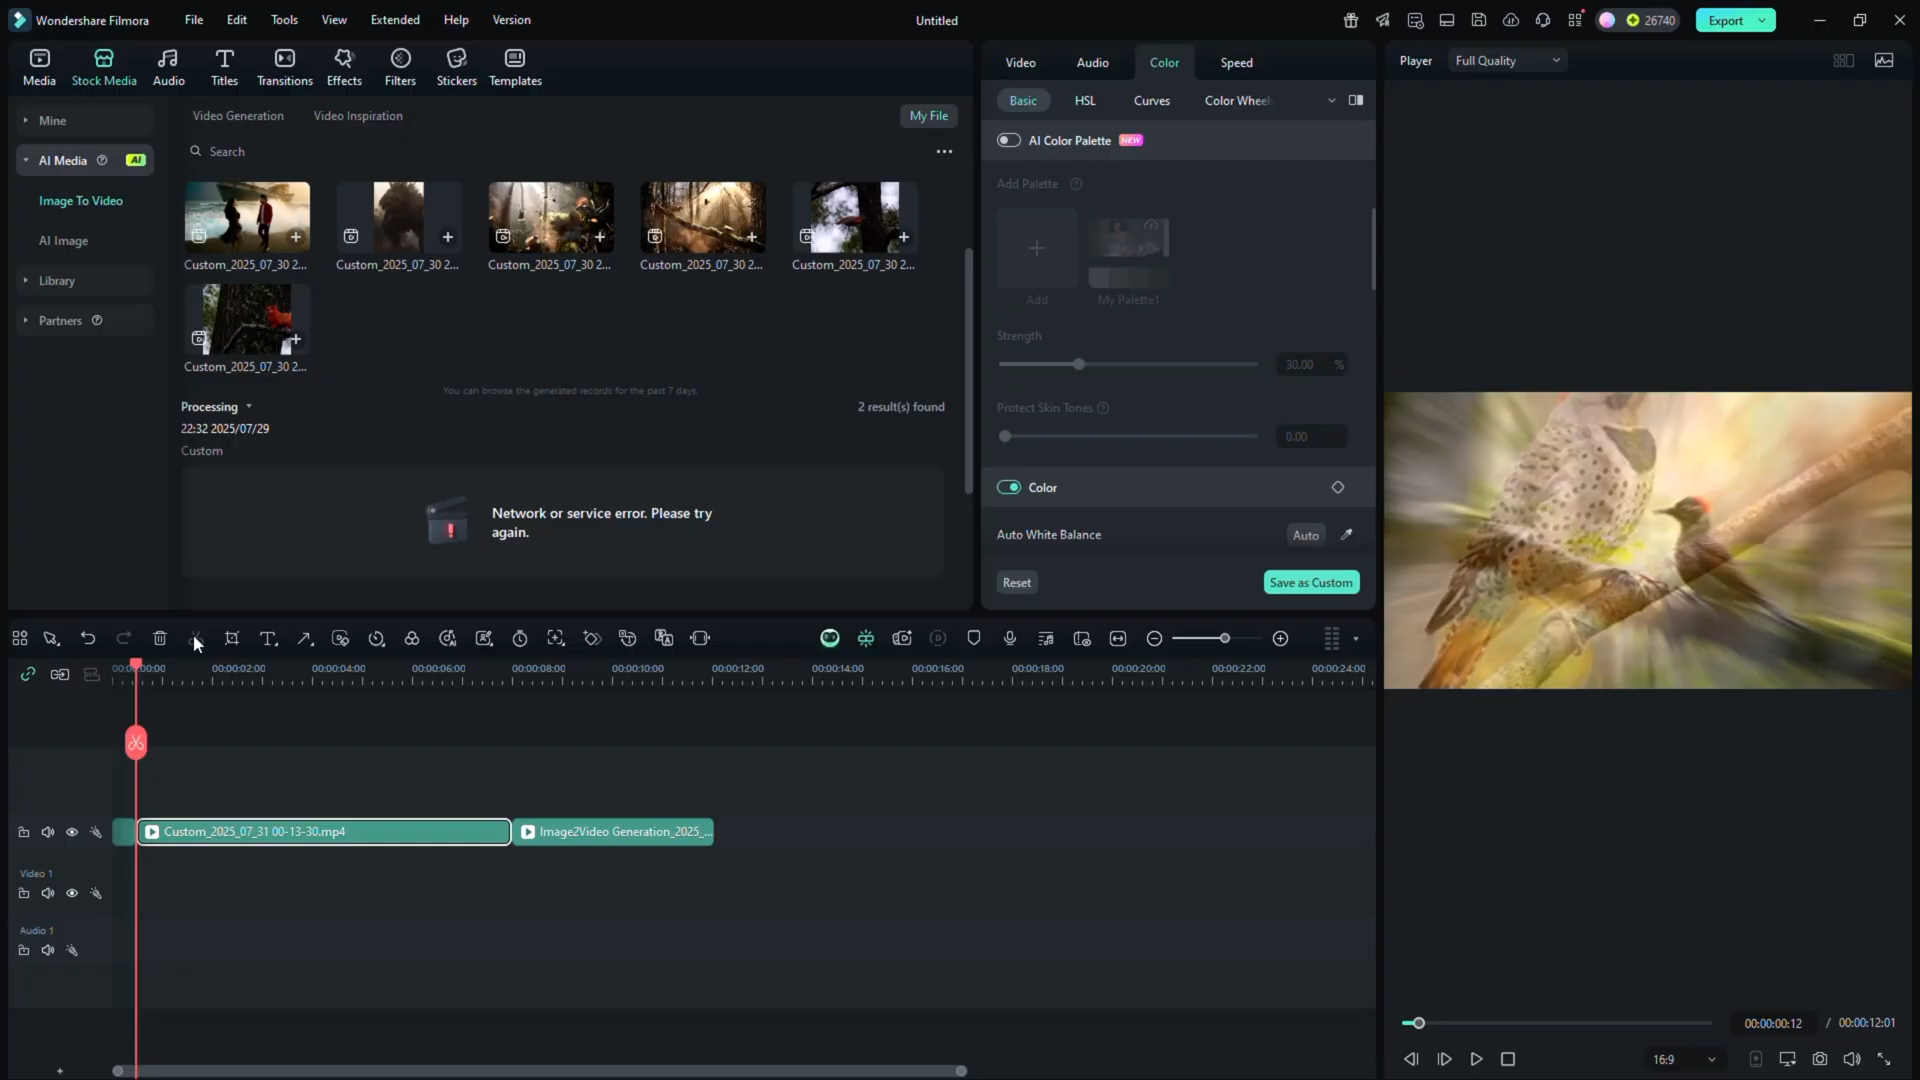 Wondershare Filmora
File
Edit
Tools
View
Extended
Help
Version
Untitled
26740
Export
Media
Stock Media
Audio
Titles
Transitions
Effects
Filters
Stickers
Templates
Mine
AI Media
AI
Image To Video
AI Image
Library
Partners
Video Generation
Video Inspiration
My File
Search
Custom_2025_07_30 2...
Custom_2025_07_30 2...
Custom_2025_07_30 2...
Custom_2025_07_30 2...
Custom_2025_07_30 2...
Custom_2025_07_30 2...
You can browse the generated records for the past 7 days.
Processing
2 result(s) found
22:32 2025/07/29
Custom
Network or service error. Please try
again.
Video
Audio
Color
Speed
Basic
HSL
Curves
Color Wheel
AI Color Palette
NEW
Add Palette
Add
My Palette1
Strength
30.00 %
Protect Skin Tones
0.00
Color
Auto White Balance
Auto
Reset
Save as Custom
Player
Full Quality
00:00:02:00
00:00:04:00
00:00:06:00
00:00:08:00
00:00:10:00
00:00:12:00
00:00:14:00
00:00:16:00
00:00:18:00
00:00:20:00
00:00:22:00
00:00:24:00
Custom_2025_07_31 00-13-30.mp4
Image2Video Generation_2025_...
Video 1
Audio 1
00:00:00:12 / 00:00:12:01
16:9